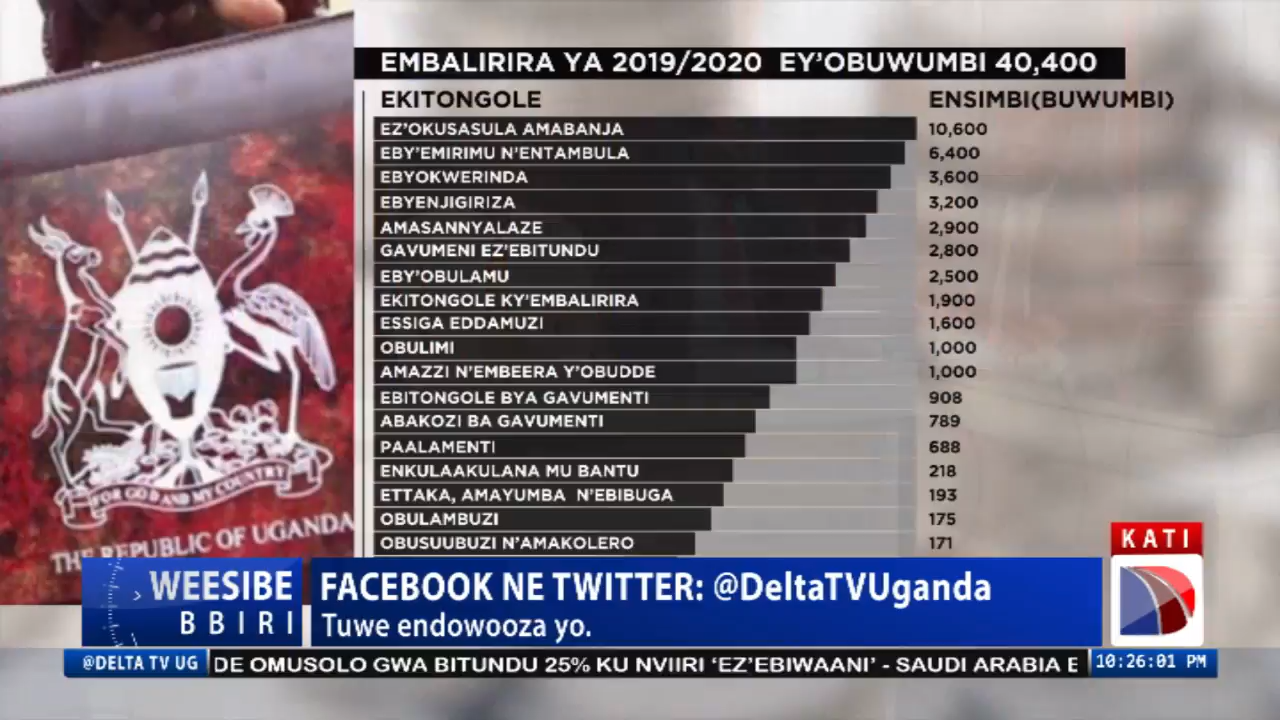 EMBALIRIRA YA 2019/2020 EY'OBUWUMBI 40,400
EKITONGOLE ENSIMBI(BUWUMBI)
EZ'OKUSASULA AMABANJA 10,600
EBY'EMIRIMU N'ENTAMBULA 6,400
EBYOKWERINDA 3,600
EBYENJIGIRIZA 3,200
AMASANNYALAZE 2,900
GAVUMENI EZ'EBITUNDU 2,800
EBY'OBULAMU 2,500
EKITONGOLE KY'EMBALIRIRA 1,900
ESSIGA EDDAMUZI 1,600
OBULIMI 1,000
AMAZZI N'EMBEERA Y'OBUDDE 1,000
EBITONGOLE BYA GAVUMENTI 908
ABAKOZI BA GAVUMENTI 789
PAALAMENTI 688
ENKULAAKULANA MU BANTU 218
ETTAKA, AMAYUMBA N'EBIBUGA 193
OBULAMBUZI 175
OBUSUUBUZI N'AMAKOLERO 171
FOR GOD AND MY COUNTRY
THE REPUBLIC OF UGANDA
KATI
WEESIBE
BBIRI
FACEBOOK NE TWITTER: @DeltaTVUganda
Tuwe endowooza yo.
@DELTA TV UG
DE OMUSOLO GWA BITUNDU 25% KU NVIIRI 'EZ'EBIWAANI' - SAUDI ARABIA E
10:26:01 PM